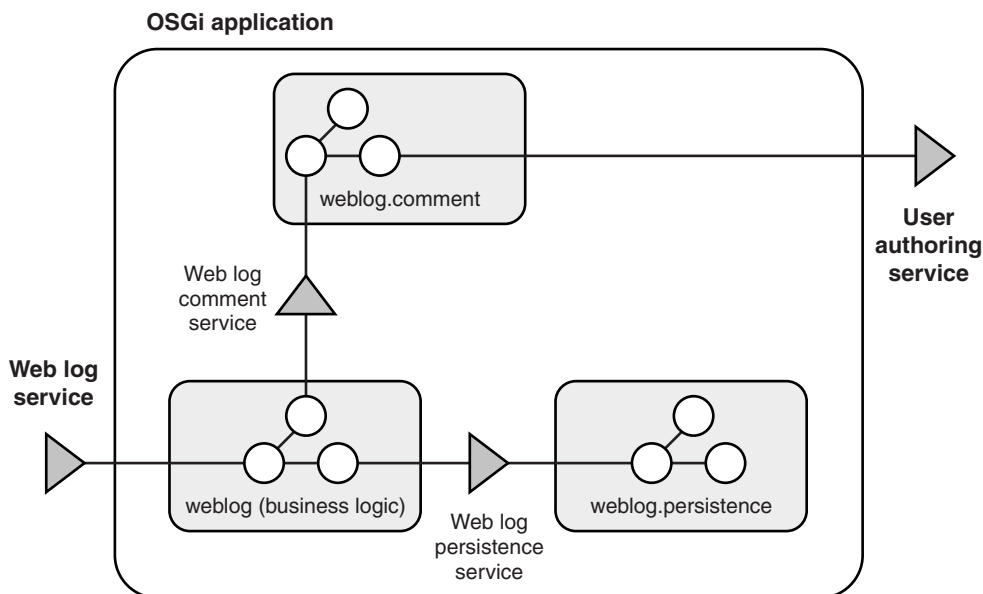 OSGi application
weblog.comment
User
authoring
service
Web log
comment
service
Web log
service
weblog (business logic)
Web log
persistence
service
weblog.persistence